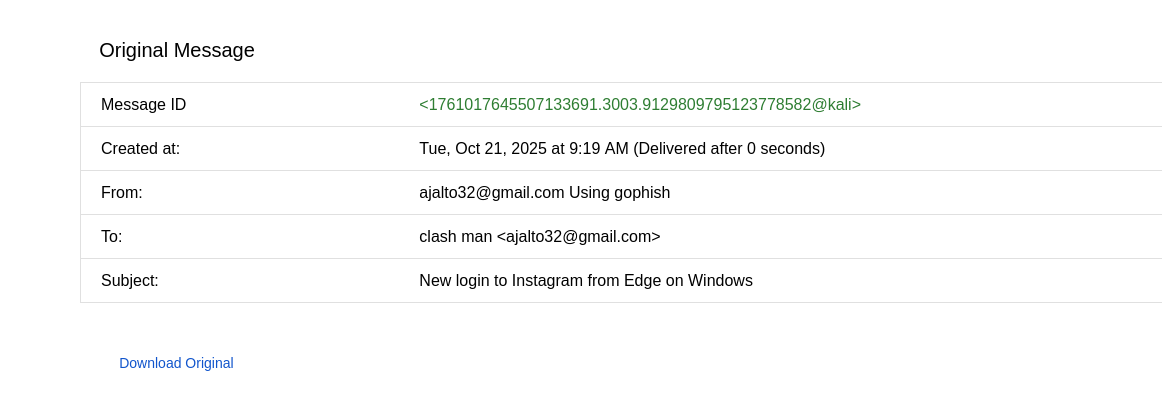 Original Message
Message ID <1761017645507133691.3003.9129809795123778582@kali>
Created at: Tue, Oct 21, 2025 at 9:19 AM (Delivered after 0 seconds)
From: ajalto32@gmail.com Using gophish
To: clash man <ajalto32@gmail.com>
Subject: New login to Instagram from Edge on Windows
Download Original